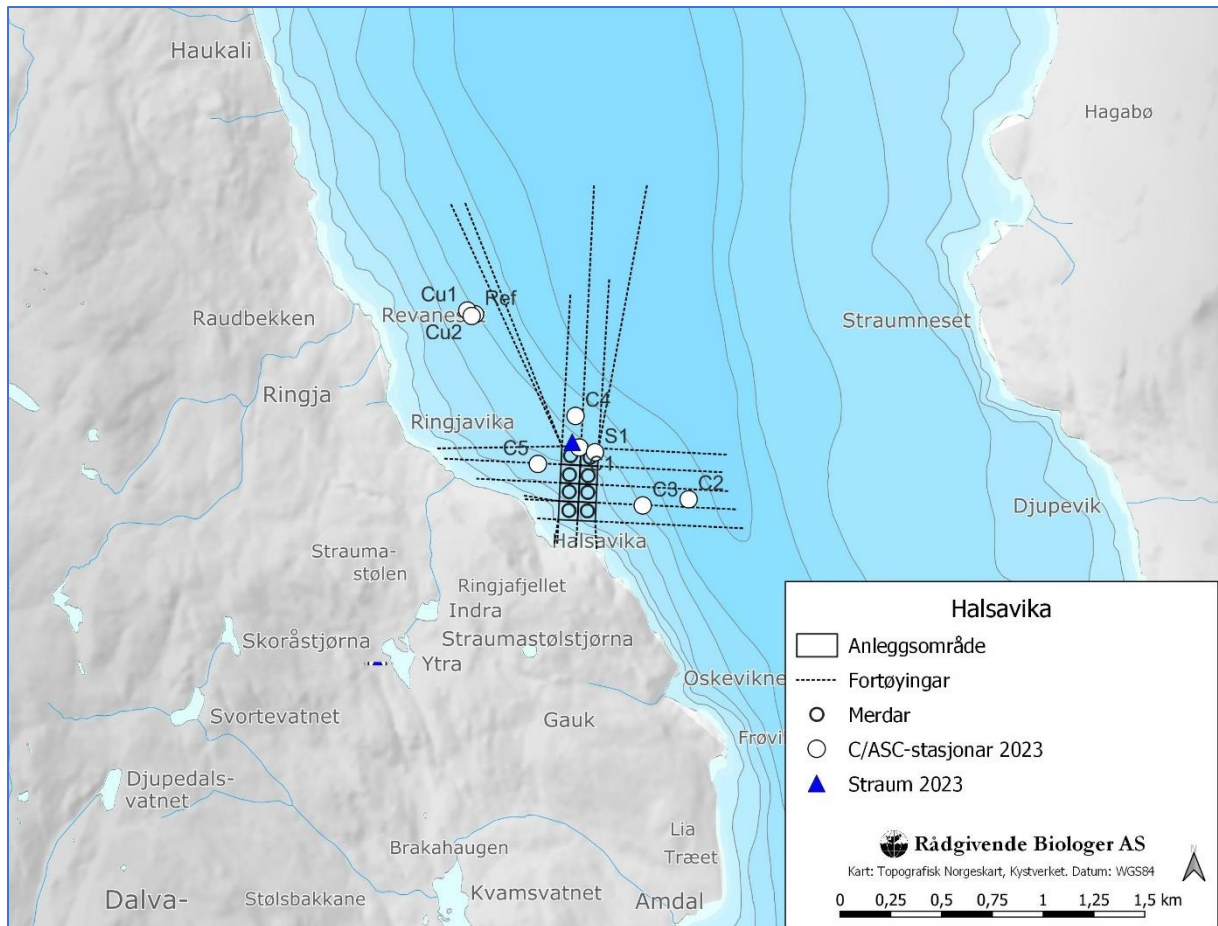 Haukali
Hagabø
Cu1
Ref
Revanes
Cu2
Straumneset
Raudbekken
Ringja
C4
Ringjavika
S1
C5
C1
C3
C2
Djupevik
Halsavika
Strauma-
stølen
Ringjafjellet
Indra
Straumastølstjørna
Skoråstjørna
Ytra
Oskevikne
Svortevatnet
Gauk
Frøvi
Djupedals-
vatnet
Lia
Træet
Brakahaugen
Kvamsvatnet
Dalva-
Stølsbakkane
Amdal
Halsavika
Anleggsområde
Fortøyingar
Merdar
C/ASC-stasjonar 2023
Straum 2023
Rådgivende Biologer AS
Kart: Topografisk Norgeskart, Kystverket. Datum: WGS84
N
0 0,25 0,5 0,75 1 1,25 1,5 km